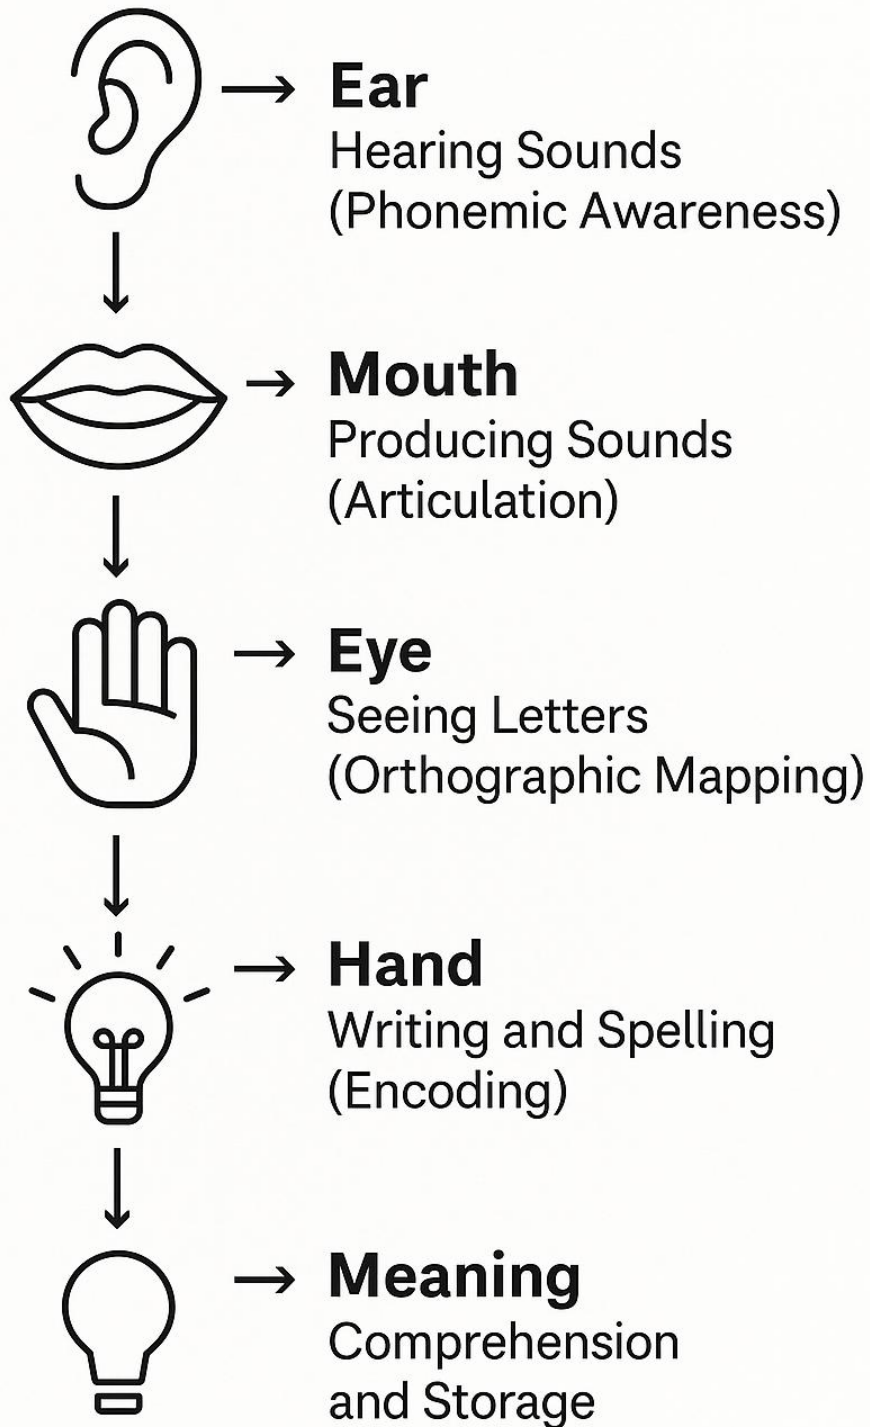 Ear
Hearing Sounds
(Phonemic Awareness)
Mouth
Producing Sounds
(Articulation)
Eye
Seeing Letters
(Orthographic Mapping)
Hand
Writing and Spelling
(Encoding)
Meaning
Comprehension
and Storage